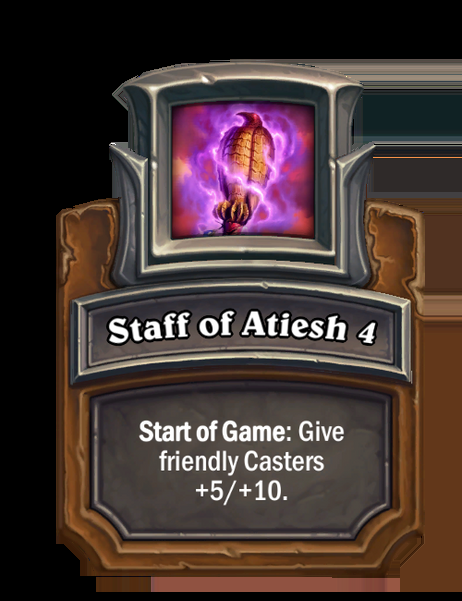 Staff of Atiesh 4
Start of Game: Give
friendly Casters
+5/+10.